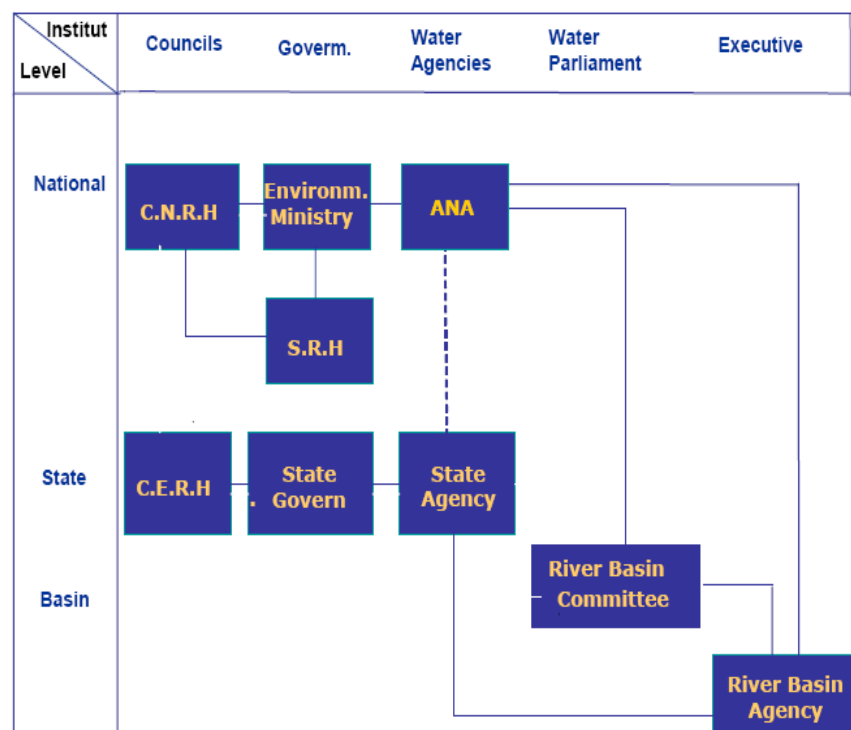 Institut
Level
Councils
Governm.
Water
Agencies
Water
Parliament
Executive
National
C.N.R.H
Environm.
Ministry
ANA
S.R.H
State
C.E.R.H
State
. Govern
State
Agency
Basin
River Basin
Committee
River Basin
Agency